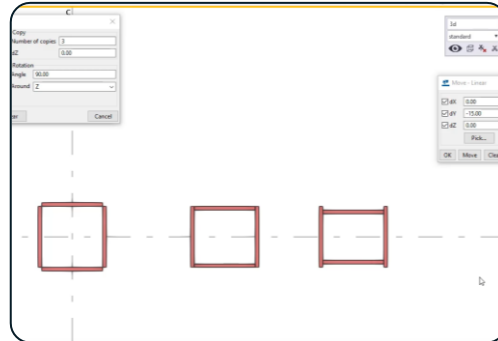 C
Copy
Number of copies 3
dZ 0.00
Rotation
Angle 90.00
Around Z
Cancel
3d
standard
Move - Linear
dX 0.00
dY -15.00
dZ 0.00
Pick...
OK Move